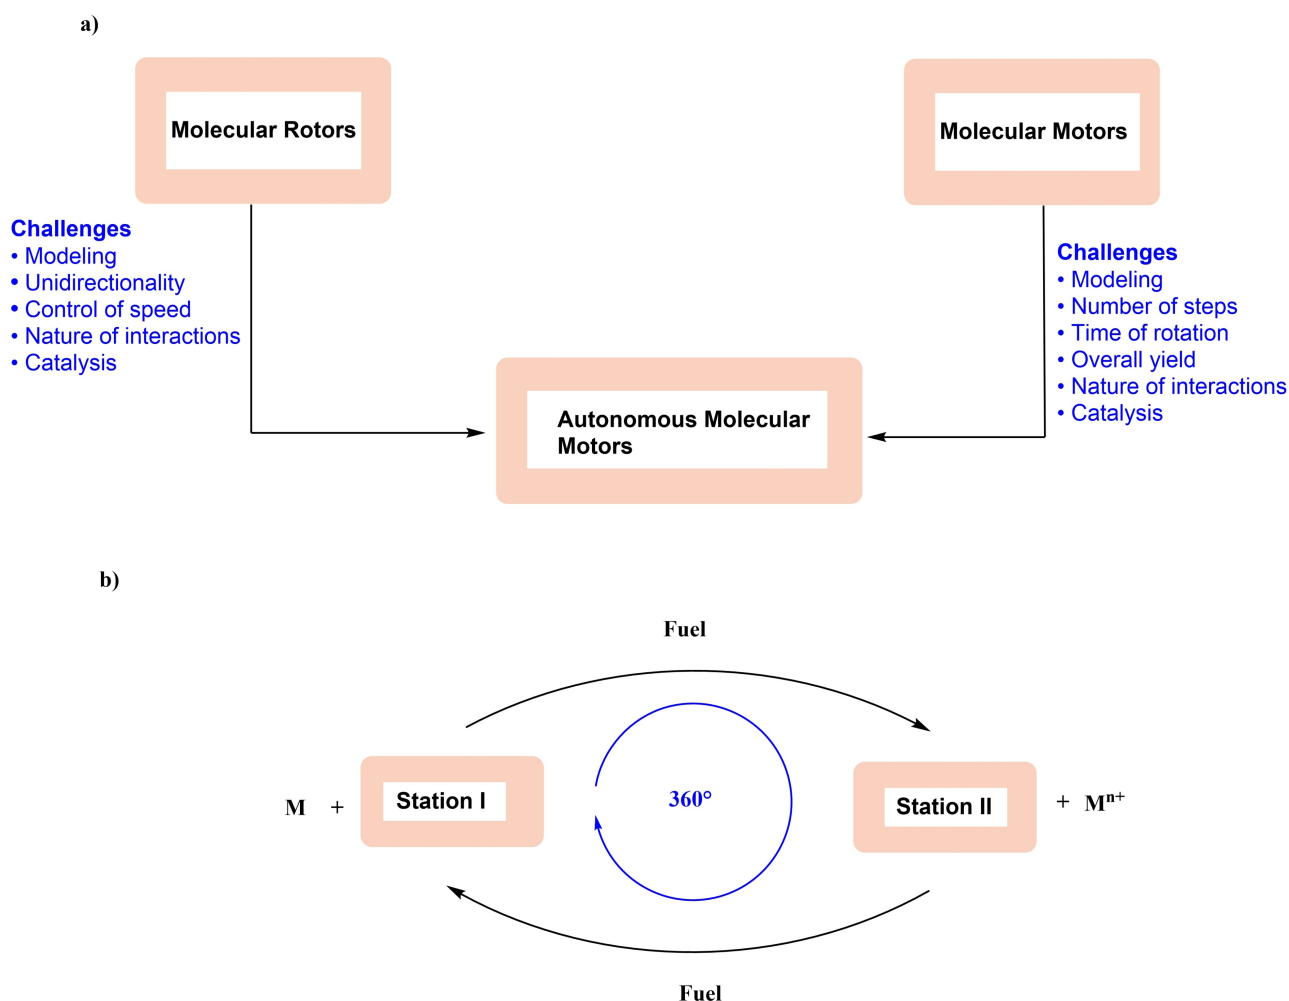 a)
Molecular Rotors
Molecular Motors
Challenges
• Modeling
• Unidirectionality
• Control of speed
• Nature of interactions
• Catalysis
Challenges
• Modeling
• Number of steps
• Time of rotation
• Overall yield
• Nature of interactions
• Catalysis
Autonomous Molecular
Motors
b)
Fuel
M + Station I
360°
Station II + Mⁿ⁺
Fuel